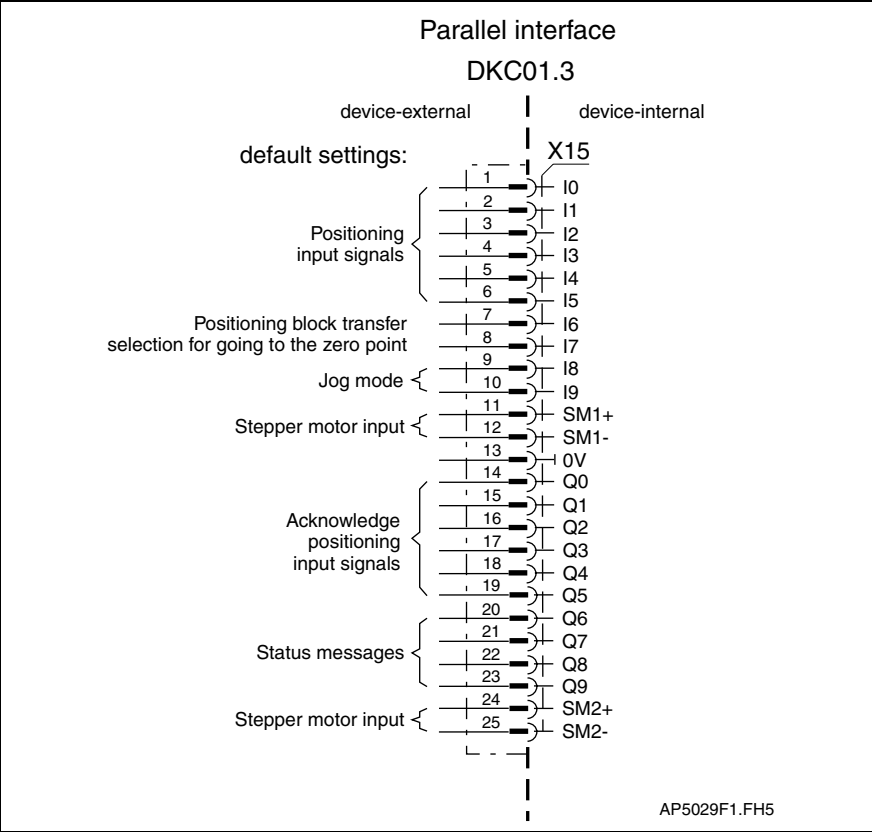 Parallel interface
DKC01.3
device-external device-internal
default settings: X15
1 I0
2 I1
3 I2
Positioning
input signals
4 I3
5 I4
6 I5
Positioning block transfer 7 I6
selection for going to the zero point 8 I7
9 I8
Jog mode
10 I9
11 SM1+
Stepper motor input
12 SM1-
13 0V
14 Q0
15 Q1
16 Q2
Acknowledge
positioning
input signals
17 Q3
18 Q4
19 Q5
20 Q6
21 Q7
Status messages
22 Q8
23 Q9
24 SM2+
Stepper motor input
25 SM2-
AP5029F1.FH5